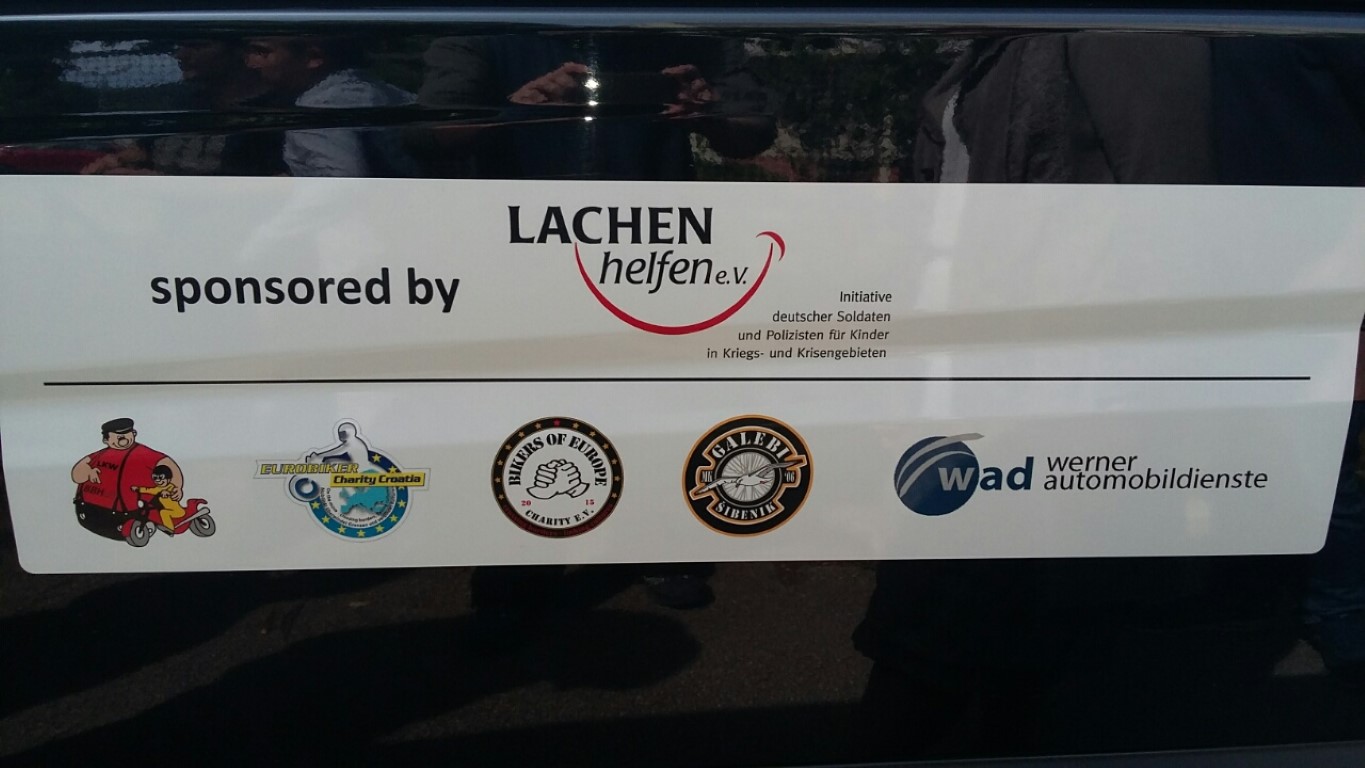 LACHEN
helfen e.V.
sponsored by
Initiative
deutscher Soldaten
und Polizisten für Kinder
in Kriegs- und Krisengebieten
EUROBIKER
Charity Croatia
BIKERS OF EUROPE
20 15
CHARITY E.V.
GALEBI
MK '06
ŠIBENIK
wad werner
automobildienste